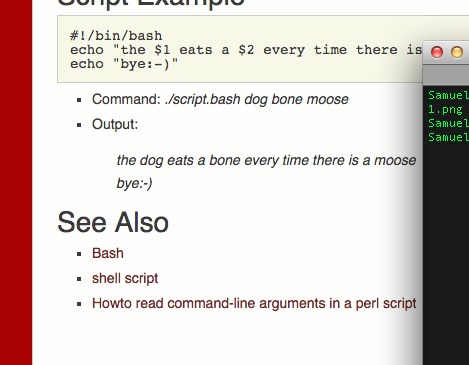 Script Example
#!/bin/bash
echo "the $1 eats a $2 every time there is
echo "bye:-)"
Command: ./script.bash dog bone moose
Output:
the dog eats a bone every time there is a moose
bye:-)
See Also
Bash
shell script
Howto read command-line arguments in a perl script
Samuel
1.png
Samuel
Samuel